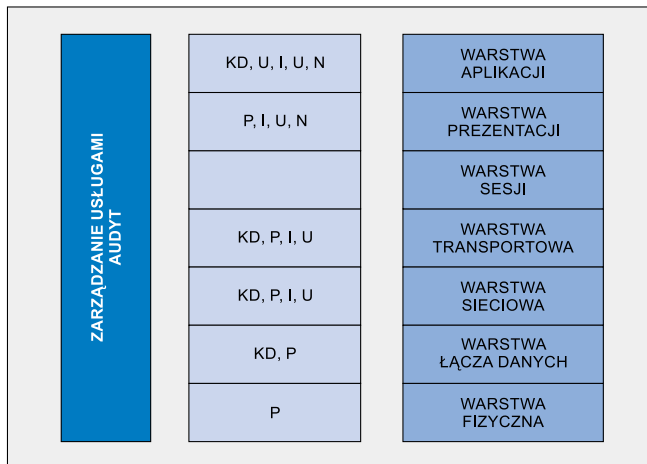 ZARZĄDZANIE USŁUGAMI
AUDYT
KD, U, I, U, N
WARSTWA
APLIKACJI
P, I, U, N
WARSTWA
PREZENTACJI
WARSTWA
SESJI
KD, P, I, U
WARSTWA
TRANSPORTOWA
KD, P, I, U
WARSTWA
SIECIOWA
KD, P
WARSTWA
ŁĄCZA DANYCH
P
WARSTWA
FIZYCZNA